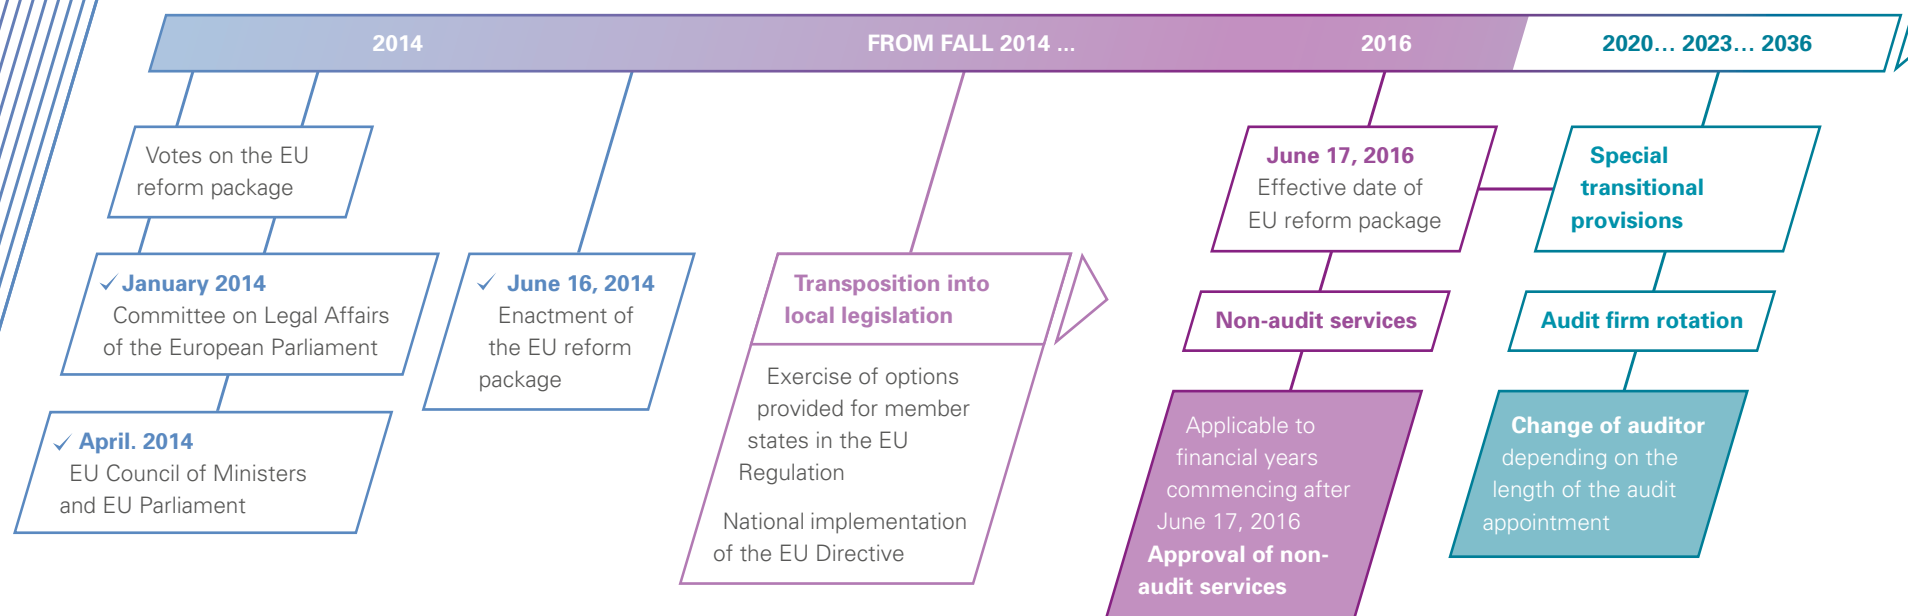 2014
FROM FALL 2014 ...
2016
2020... 2023... 2036
Votes on the EU
reform package
✓ January 2014
Committee on Legal Affairs
of the European Parliament
✓ April. 2014
EU Council of Ministers
and EU Parliament
✓ June 16, 2014
Enactment of
the EU reform
package
Transposition into
local legislation
Exercise of options
provided for member
states in the EU
Regulation
National implementation
of the EU Directive
June 17, 2016
Effective date of
EU reform package
Non-audit services
Applicable to
financial years
commencing after
June 17, 2016
Approval of non-
audit services
Special
transitional
provisions
Audit firm rotation
Change of auditor
depending on the
length of the audit
appointment